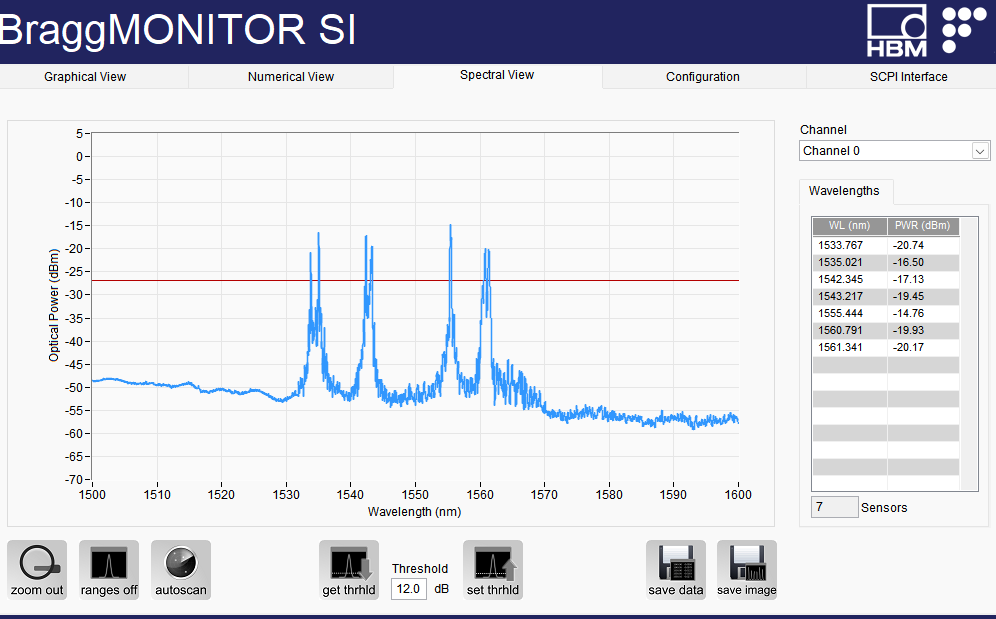 BraggMONITOR SI
HBM
Graphical View
Numerical View
Spectral View
Configuration
SCPI Interface
5
0
-5
-10
-15
-20
-25
-30
-35
-40
-45
-50
-55
-60
-65
-70
Optical Power (dBm)
1500 1510 1520 1530 1540 1550 1560 1570 1580 1590 1600
Wavelength (nm)
Channel
Channel 0
Wavelengths
WL (nm) PWR (dBm)
1533.767 -20.74
1535.021 -16.50
1542.345 -17.13
1543.217 -19.45
1555.444 -14.76
1560.791 -19.93
1561.341 -20.17
7 Sensors
zoom out
ranges off
autoscan
get thrhld
Threshold
12.0 dB
set thrhld
save data
save image